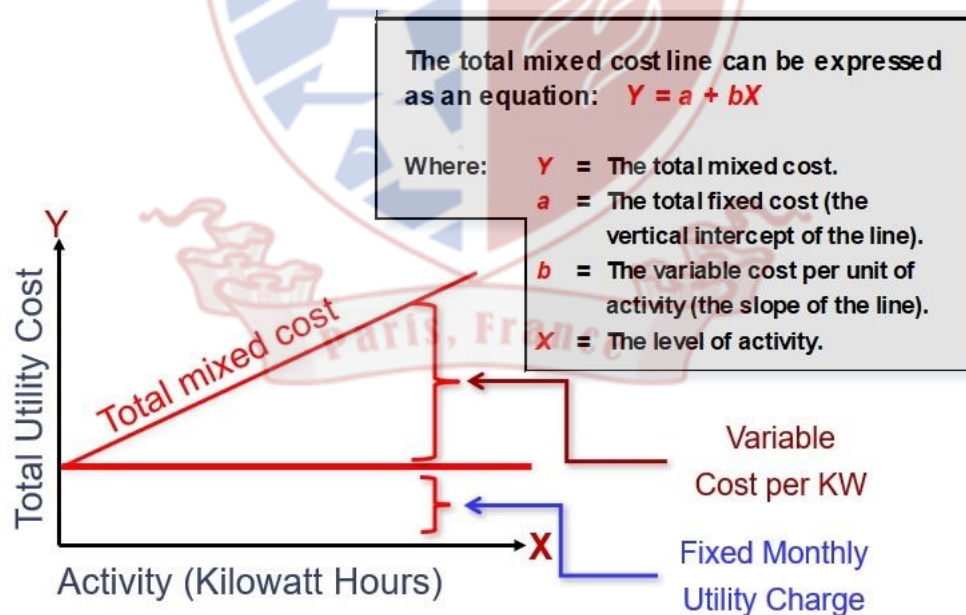 The total mixed cost line can be expressed
as an equation: Y = a + bX
Where: Y = The total mixed cost.
a = The total fixed cost (the
vertical intercept of the line).
b = The variable cost per unit of
activity (the slope of the line).
X = The level of activity.
Y
Total Utility Cost
Total mixed cost
Paris, France
Variable
Cost per KW
X
Activity (Kilowatt Hours)
Fixed Monthly
Utility Charge